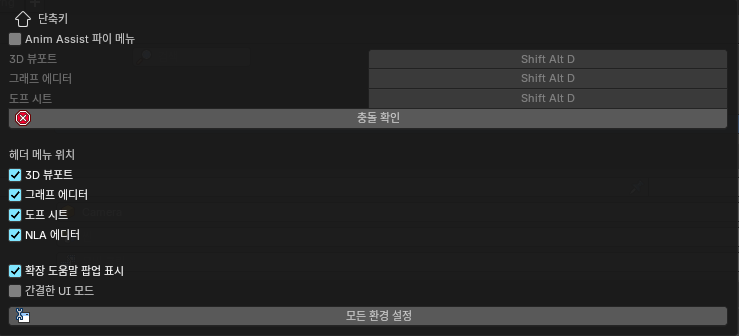 단축키
Anim Assist 파이 메뉴
3D 뷰포트 Shift Alt D
그래프 에디터 Shift Alt D
도프 시트 Shift Alt D
충돌 확인
헤더 메뉴 위치
3D 뷰포트
그래프 에디터
도프 시트
NLA 에디터
확장 도움말 팝업 표시
간결한 UI 모드
모든 환경 설정